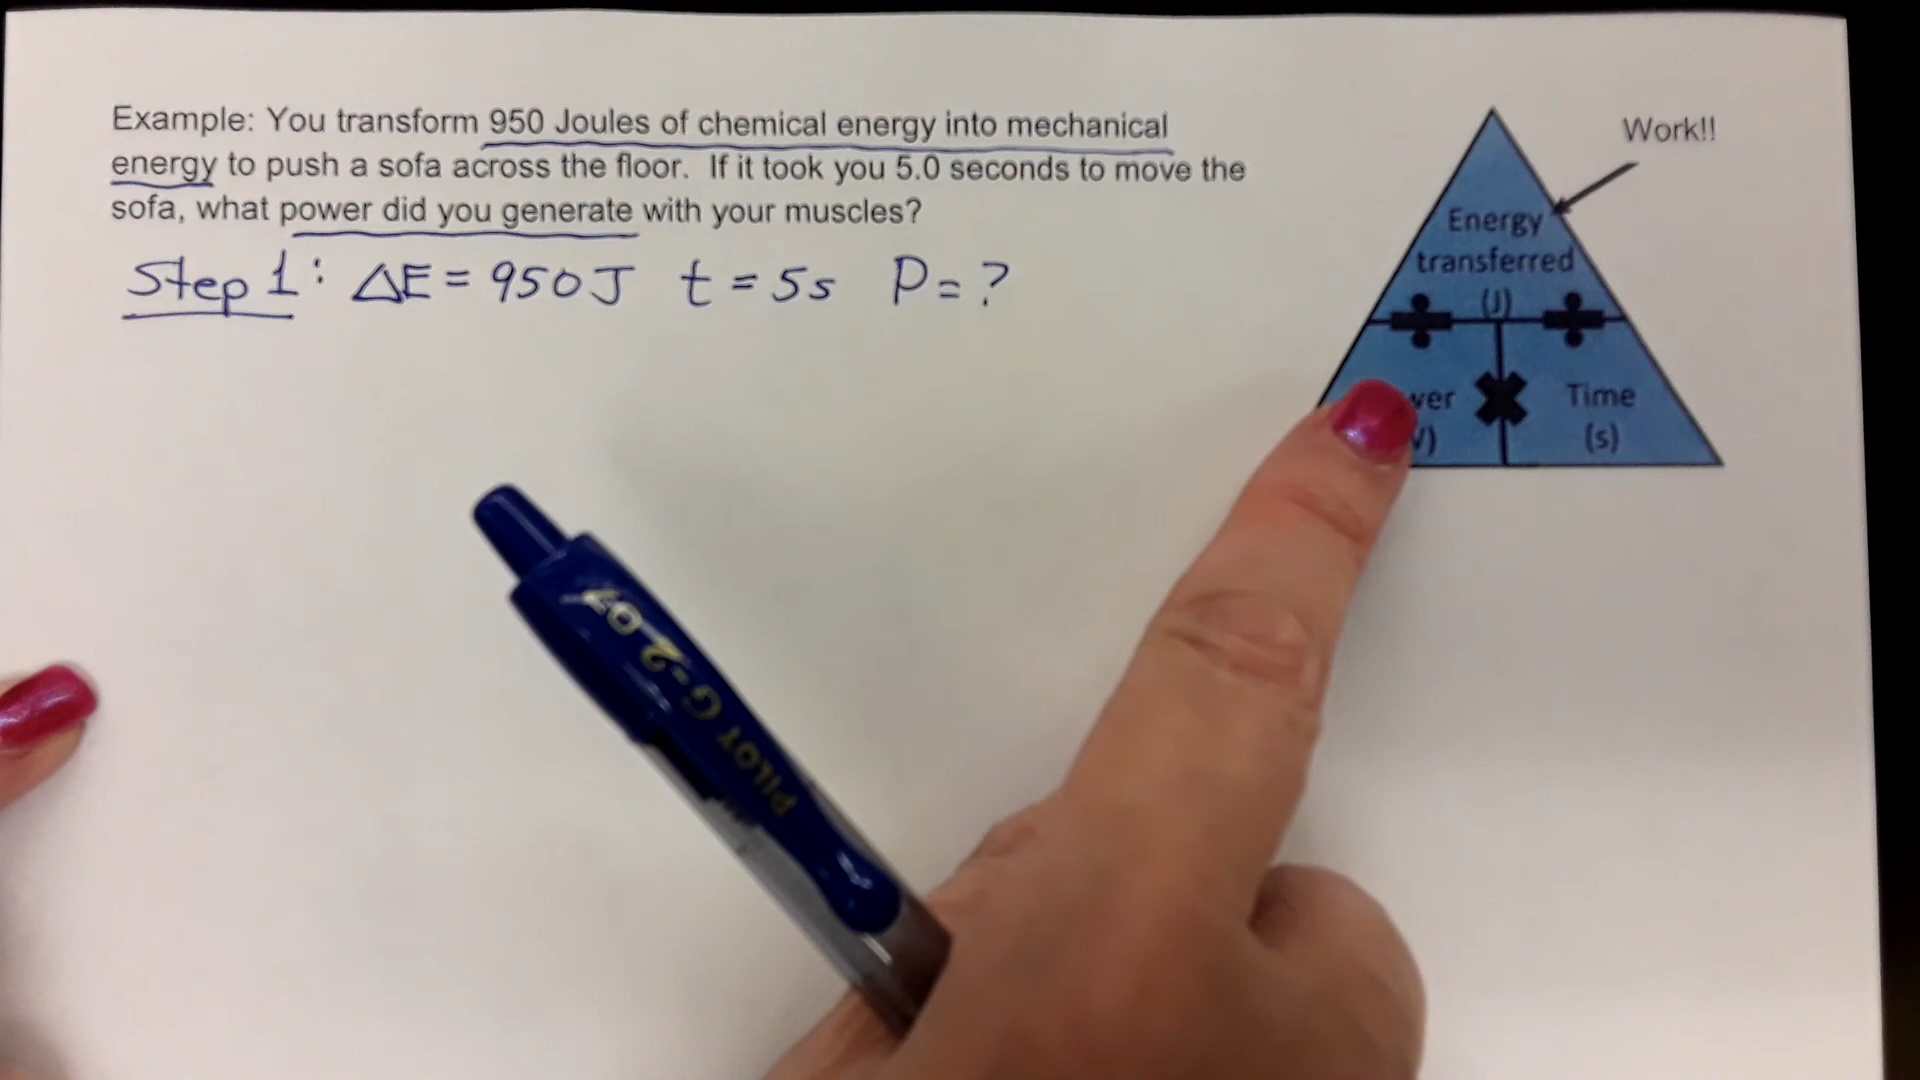 Example: You transform 950 Joules of chemical energy into mechanical
energy to push a sofa across the floor. If it took you 5.0 seconds to move the
sofa, what power did you generate with your muscles?
Step 1: ΔE = 950J t = 5s P = ?
Work!!
Energy
transferred
(J)
Time
(s)
PILOT G-2 07